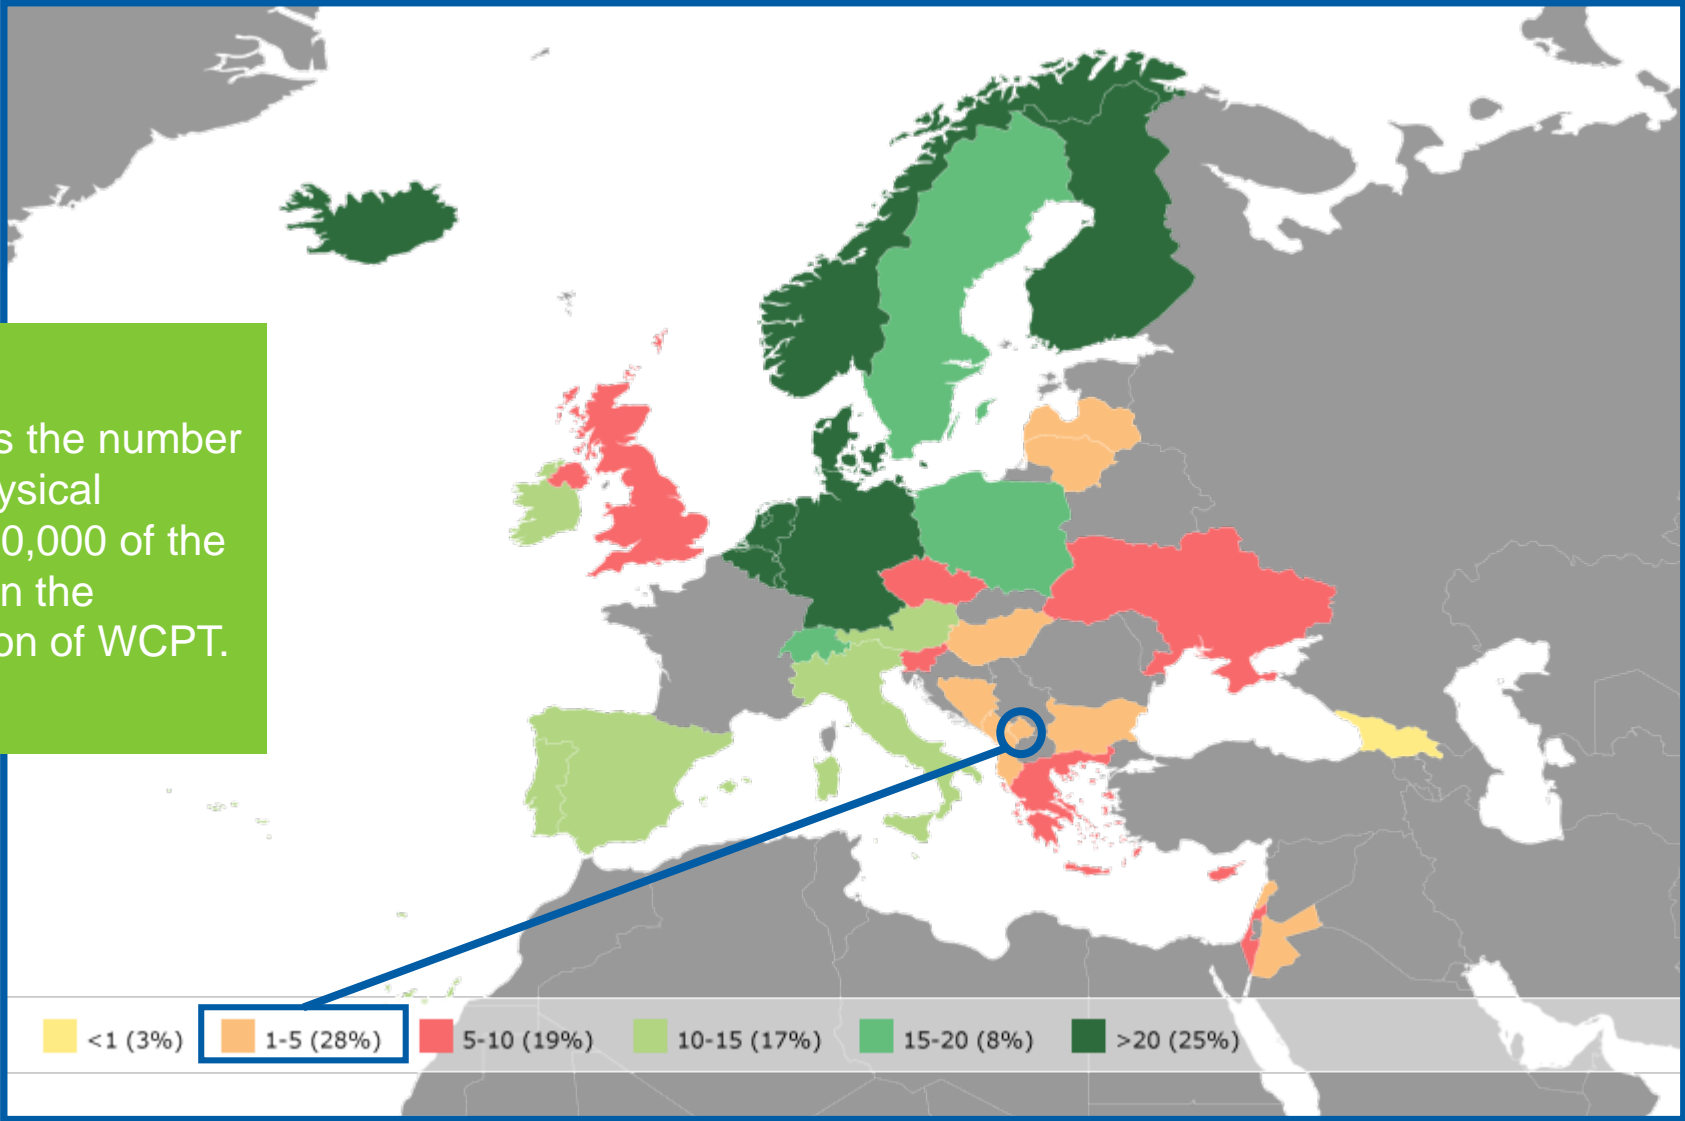 s the number
ysical
0,000 of the
n the
on of WCPT.
<1 (3%) 1-5 (28%) 5-10 (19%) 10-15 (17%) 15-20 (8%) >20 (25%)